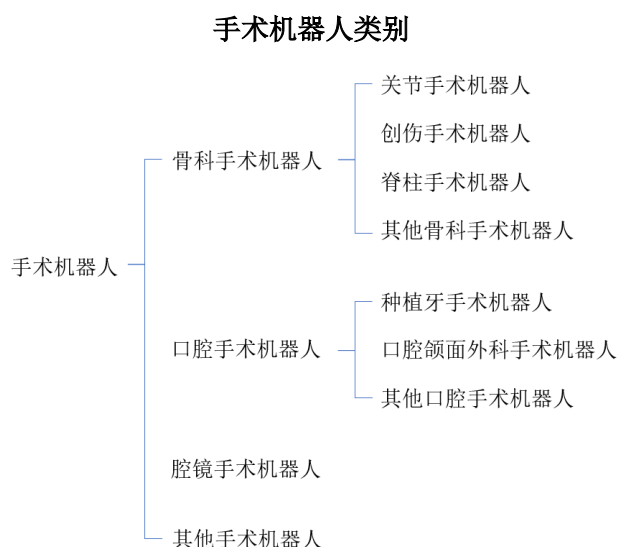 手术机器人类别
手术机器人
骨科手术机器人
关节手术机器人
创伤手术机器人
脊柱手术机器人
其他骨科手术机器人
口腔手术机器人
种植牙手术机器人
口腔颌面外科手术机器人
其他口腔手术机器人
腔镜手术机器人
其他手术机器人